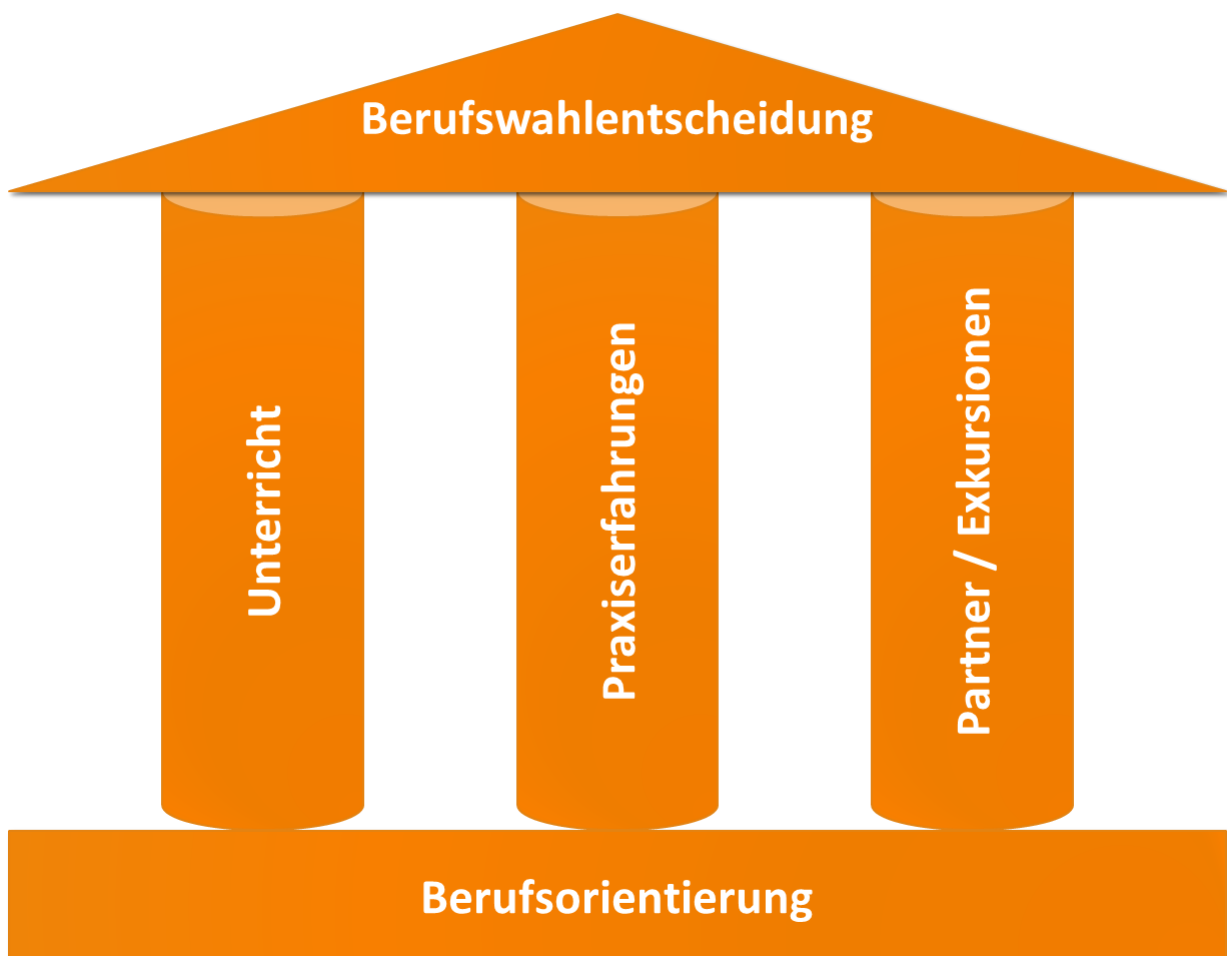 Berufswahlentscheidung
Unterricht
Praxiserfahrungen
Partner / Exkursionen
Berufsorientierung